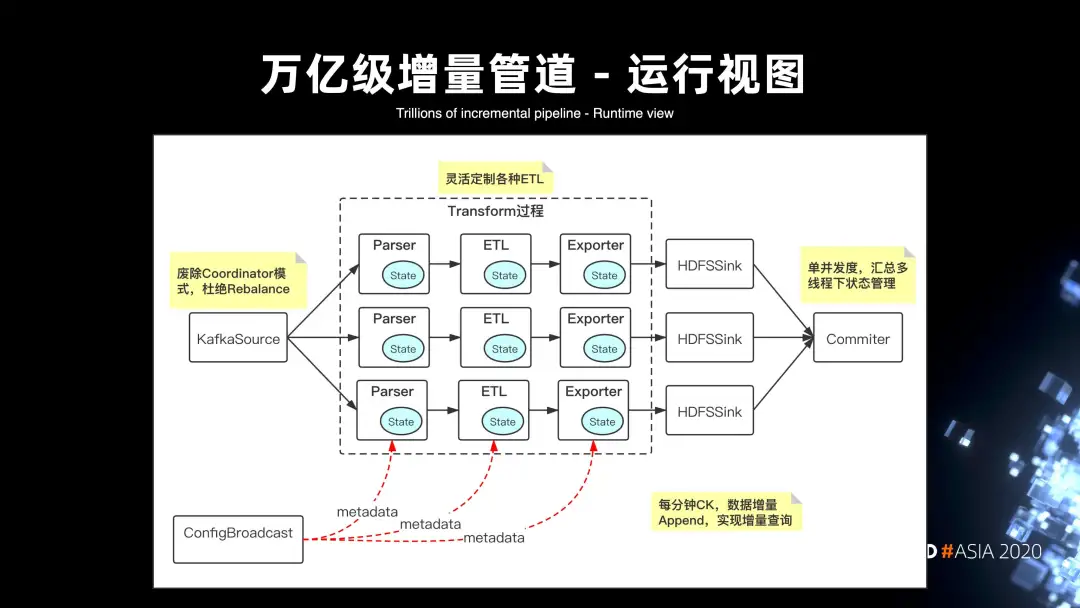 万亿级增量管道 - 运行视图
Trillions of incremental pipeline - Runtime view
灵活定制各种ETL
Transform过程
废除Coordinator模
式，杜绝Rebalance
KafkaSource
Parser
State
ETL
State
Exporter
State
HDFSSink
Parser
State
ETL
State
Exporter
State
HDFSSink
Parser
State
ETL
State
Exporter
State
HDFSSink
单并发度，汇总多
线程下状态管理
Commiter
metadata
metadata
metadata
ConfigBroadcast
每分钟CK，数据增量
Append，实现增量查询
D #ASIA 2020